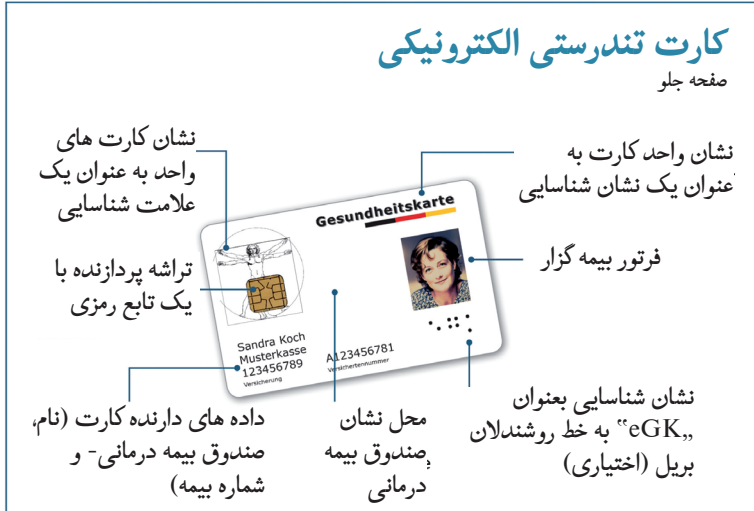 کارت تندرستی الکترونیکی
صفحه جلو
نشان واحد کارت به
عنوان یک نشان شناسایی
فرتور بیمه گزار
نشان شناسایی بعنوان
„eGK‟ به خط روشندلان
بریل (اختیاری)
نشان کارت های
واحد به عنوان یک
علامت شناسایی
تراشه پردازنده با
یک تابع رمزی
Gesundheitskarte
Sandra Koch
Musterkasse
123456789
Versicherung
A123456781
Versichertennummer
محل نشان
صندوق بیمه
درمانی
داده های دارنده کارت (نام،
صندوق بیمه درمانی- و
شماره بیمه)